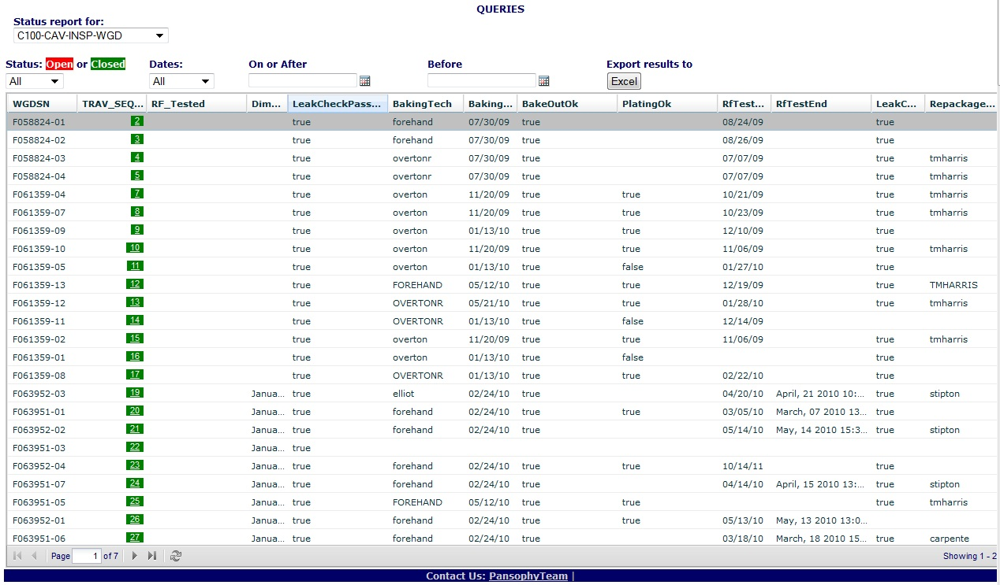 QUERIES
Status report for:
C100-CAV-INSP-WGD
Status: Open or Closed Dates: On or After Before Export results to
All All Excel
WGDSN TRAV_SEQ... RF_Tested Dim... LeakCheckPass... BakingTech Baking... BakeOutOk PlatingOk RfTest... RfTestEnd LeakC... Repackage...
F058824-01 2 true forehand 07/30/09 true 08/24/09 true
F058824-02 3 true forehand 07/30/09 true 08/26/09 true
F058824-03 4 true overtonr 07/30/09 true 07/07/09 true tmharris
F058824-04 5 true overtonr 07/30/09 true 07/07/09 true tmharris
F061359-04 7 true overton 11/20/09 true true 10/21/09 true tmharris
F061359-07 8 true overton 11/20/09 true true 10/23/09 true tmharris
F061359-09 9 true overton 01/13/10 true true 12/10/09 true
F061359-10 10 true overton 11/20/09 true true 11/06/09 true tmharris
F061359-05 11 true overton 01/13/10 true false 01/27/10 true
F061359-13 12 true FOREHAND 05/12/10 true true 12/19/09 true TMHARRIS
F061359-12 13 true OVERTONR 05/21/10 true true 01/28/10 true tmharris
F061359-11 14 true OVERTONR 01/13/10 true false 12/14/09
F061359-02 15 true overton 11/20/09 true true 11/06/09 true tmharris
F061359-01 16 true overton 01/13/10 true false true
F061359-08 17 true OVERTONR 01/13/10 true true 02/22/10 true
F063952-03 19 Janua... true elliot 02/24/10 true 04/20/10 April, 21 2010 10:... true stipton
F063951-01 20 Janua... true forehand 02/24/10 true true 03/05/10 March, 07 2010 13... true
F063952-02 21 Janua... true forehand 02/24/10 true 05/14/10 May, 14 2010 15:3... true stipton
F063951-03 22 Janua... true
F063952-04 23 Janua... true forehand 02/24/10 true true 10/14/11 true
F063951-07 24 Janua... true forehand 02/24/10 true 04/14/10 April, 15 2010 13:... true stipton
F063951-05 25 Janua... true FOREHAND 05/12/10 true true true tmharris
F063952-01 26 Janua... true forehand 02/24/10 true true 05/13/10 May, 13 2010 13:0...
F063951-06 27 Janua... true forehand 02/24/10 true 03/18/10 March, 18 2010 15... true carpente
Page 1 of 7 Showing 1 - 2
Contact Us: PansophyTeam |